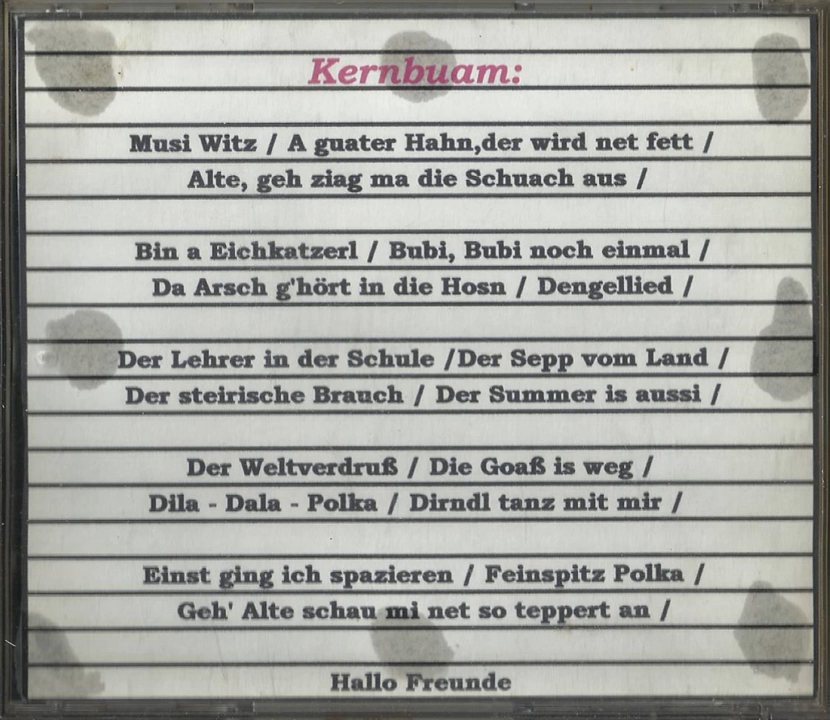 Kernbuam:
Musi Witz / A guater Hahn,der wird net fett /
Alte, geh ziag ma die Schuach aus /
Bin a Eichkatzerl / Bubi, Bubi noch einmal /
Da Arsch g'hört in die Hosn / Dengellied /
Der Lehrer in der Schule /Der Sepp vom Land /
Der steirische Brauch / Der Summer is aussi /
Der Weltverdruß / Die Goaß is weg /
Dila - Dala - Polka / Dirndl tanz mit mir /
Einst ging ich spazieren / Feinspitz Polka /
Geh' Alte schau mi net so teppert an /
Hallo Freunde